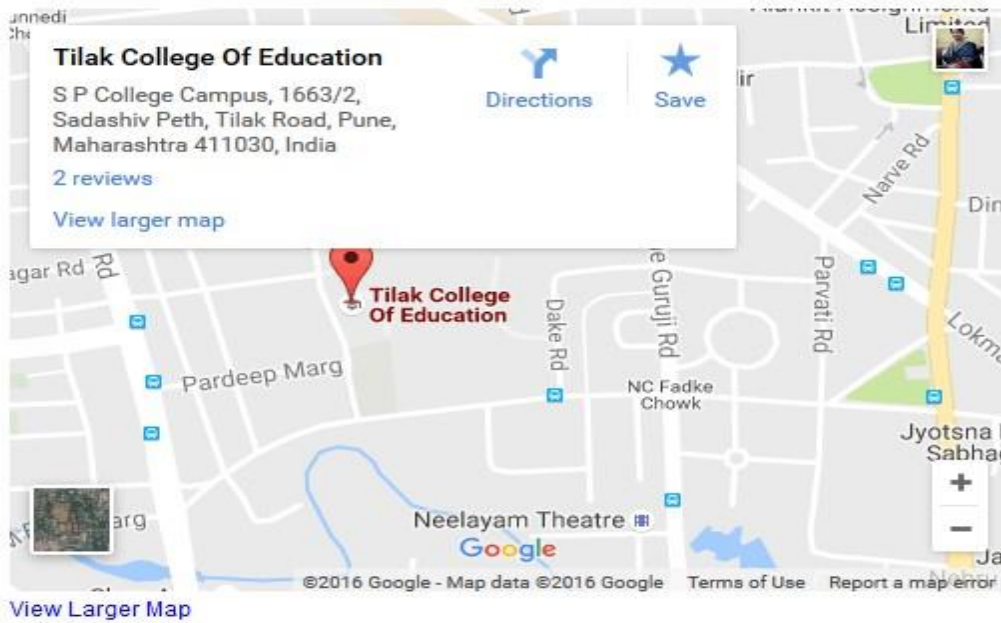 Limited
Tilak College Of Education
Directions
Save
S P College Campus, 1663/2,
Sadashiv Peth, Tilak Road, Pune,
Maharashtra 411030, India
2 reviews
View larger map
Narve Rd
Rd
Tilak College
Of Education
Dake Rd
Guruji Rd
Parvati Rd
Pardeep Marg
NC Fadke
Chowk
Jyotsna
Neelayam Theatre
Google
+
−
©2016 Google - Map data ©2016 Google Terms of Use Report a map error
View Larger Map